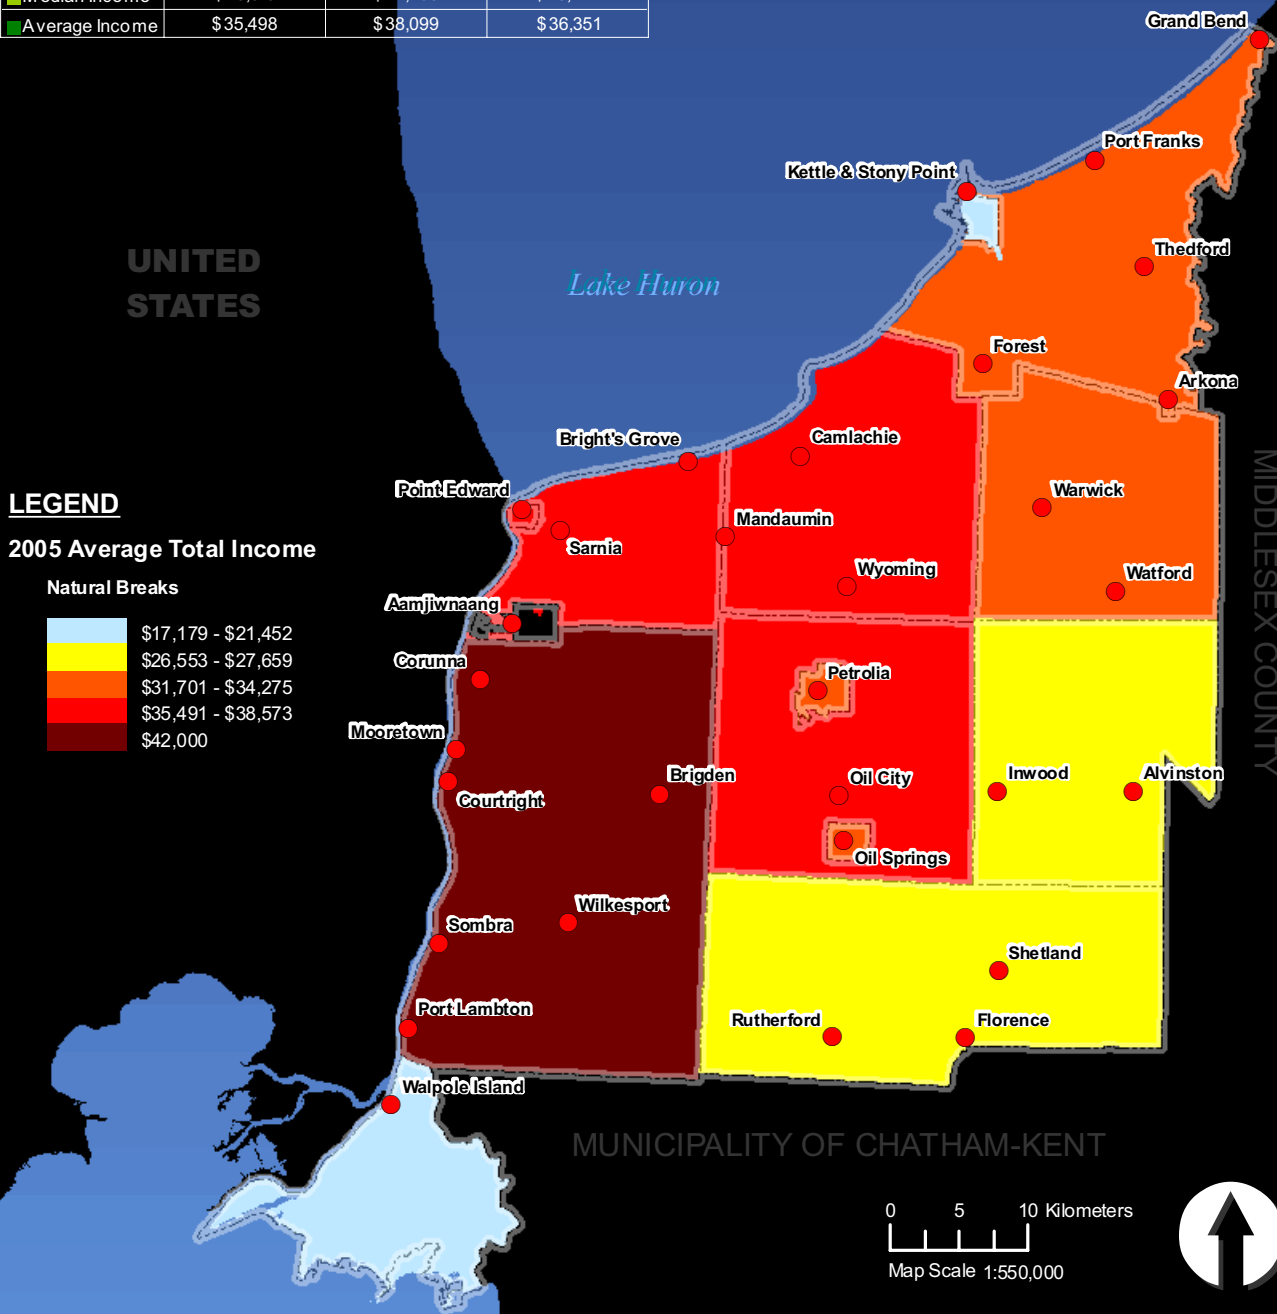 Average Income $35,498 $38,099 $36,351
Grand Bend
Port Franks
Kettle & Stony Point
Thedford
UNITED
STATES
Lake Huron
Forest
Arkona
Bright's Grove
Camlachie
Point Edward
Warwick
LEGEND
Mandaumin
Sarnia
2005 Average Total Income
Wyoming
Watford
Natural Breaks
Aamjiwnaang
$17,179 - $21,452
$26,553 - $27,659
$31,701 - $34,275
$35,491 - $38,573
$42,000
Corunna
Petrolia
MIDDLESEX COUNTY
Mooretown
Brigden
Oil City
Inwood
Alvinston
Courtright
Oil Springs
Wilkesport
Sombra
Shetland
Port Lambton
Rutherford
Florence
Walpole Island
MUNICIPALITY OF CHATHAM-KENT
0 5 10 Kilometers
Map Scale 1:550,000